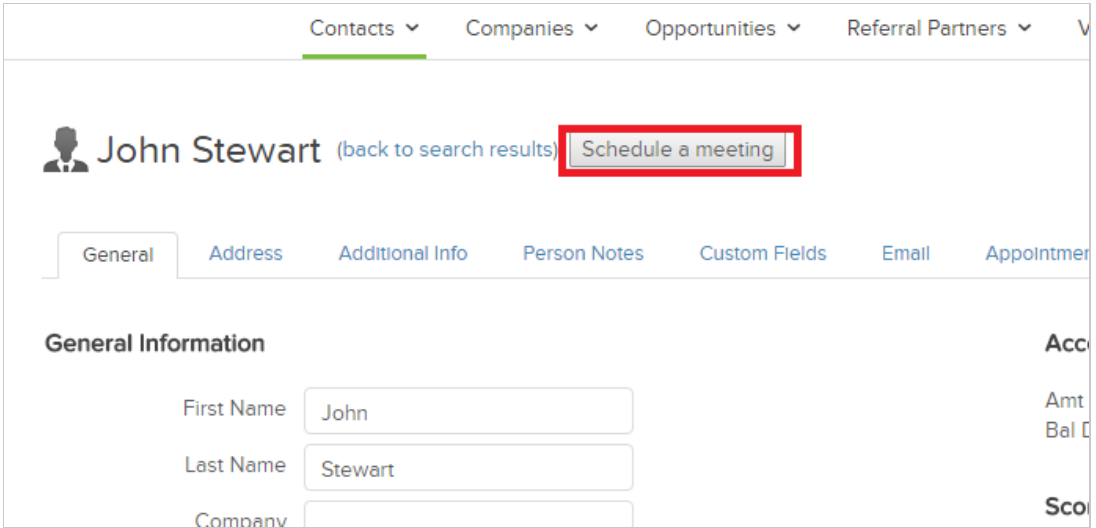 Contacts Companies Opportunities Referral Partners
John Stewart (back to search results) Schedule a meeting
General Address Additional Info Person Notes Custom Fields Email
General Information
First Name John
Amt
Last Name Stewart
Bal
Company